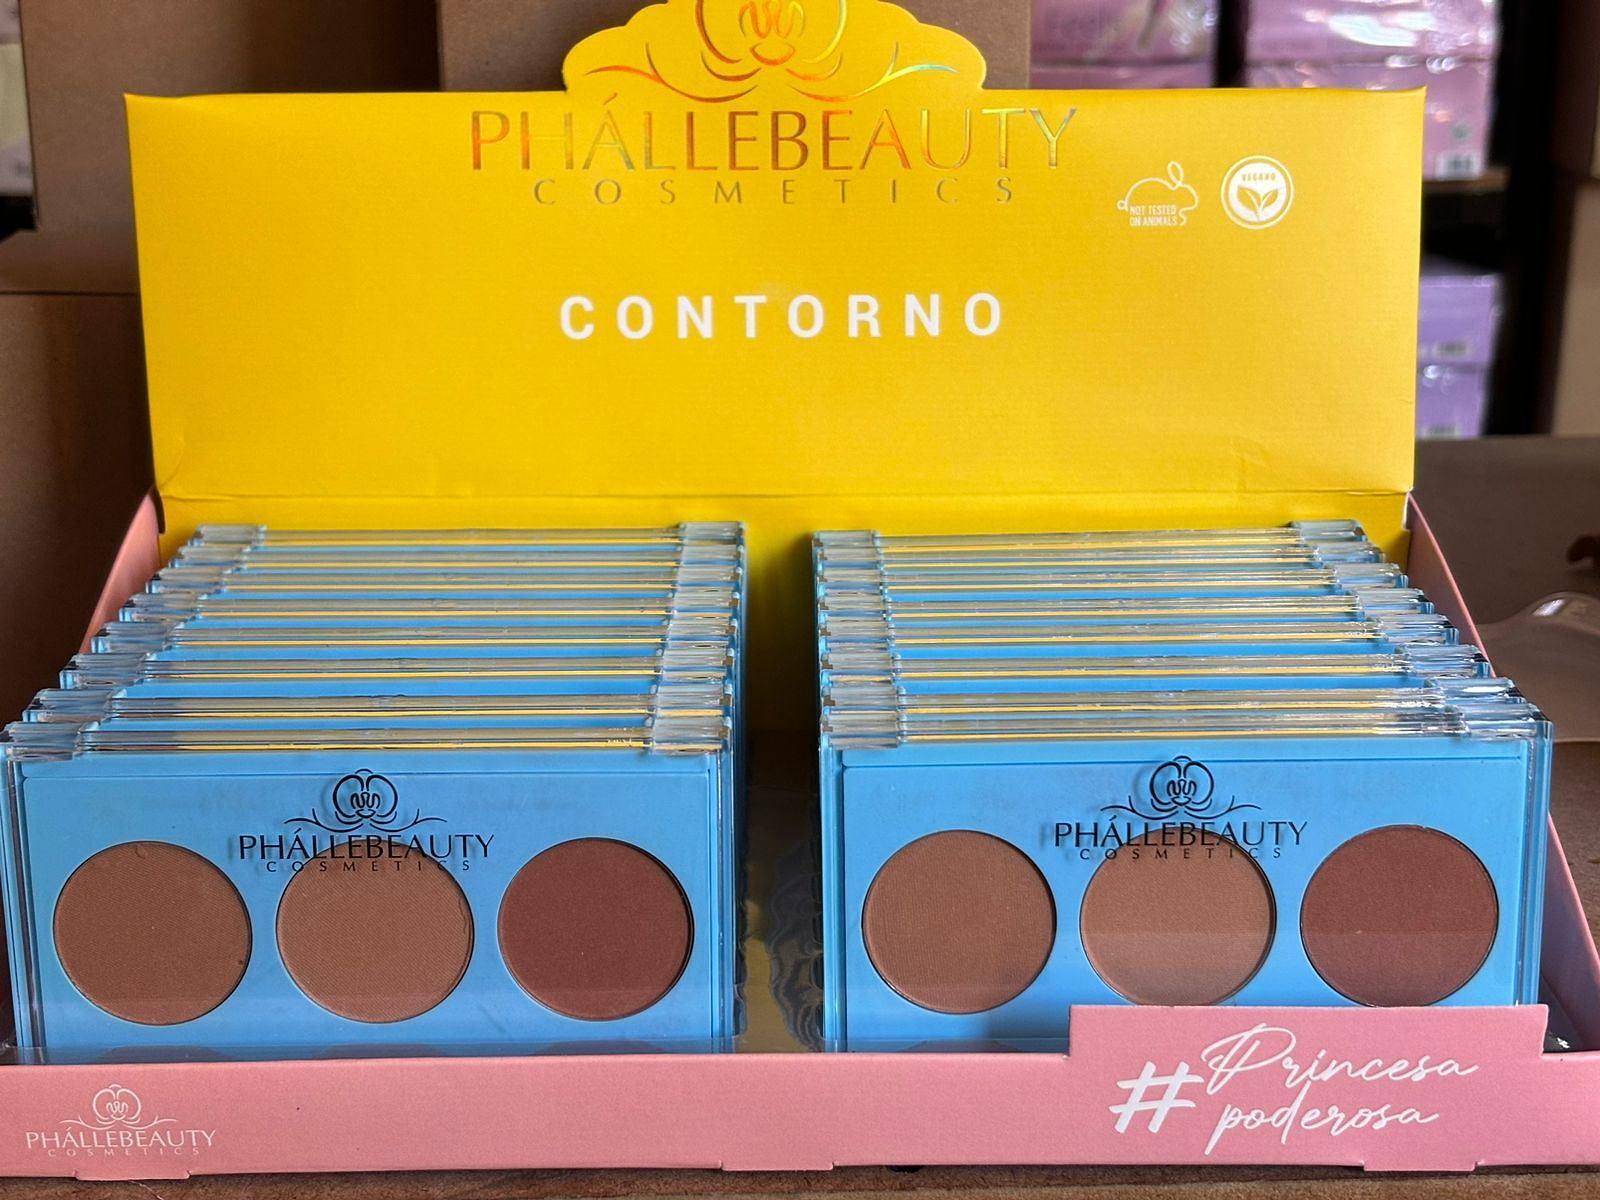 PHÁLLEBEAUTY
COSMETICS
NOT TESTED
ON ANIMALS
VEGANO
CONTORNO
PHÁLLEBEAUTY
COSMETICS
PHÁLLEBEAUTY
COSMETICS
#Princesa
poderosa
PHÁLLEBEAUTY
COSMETICS